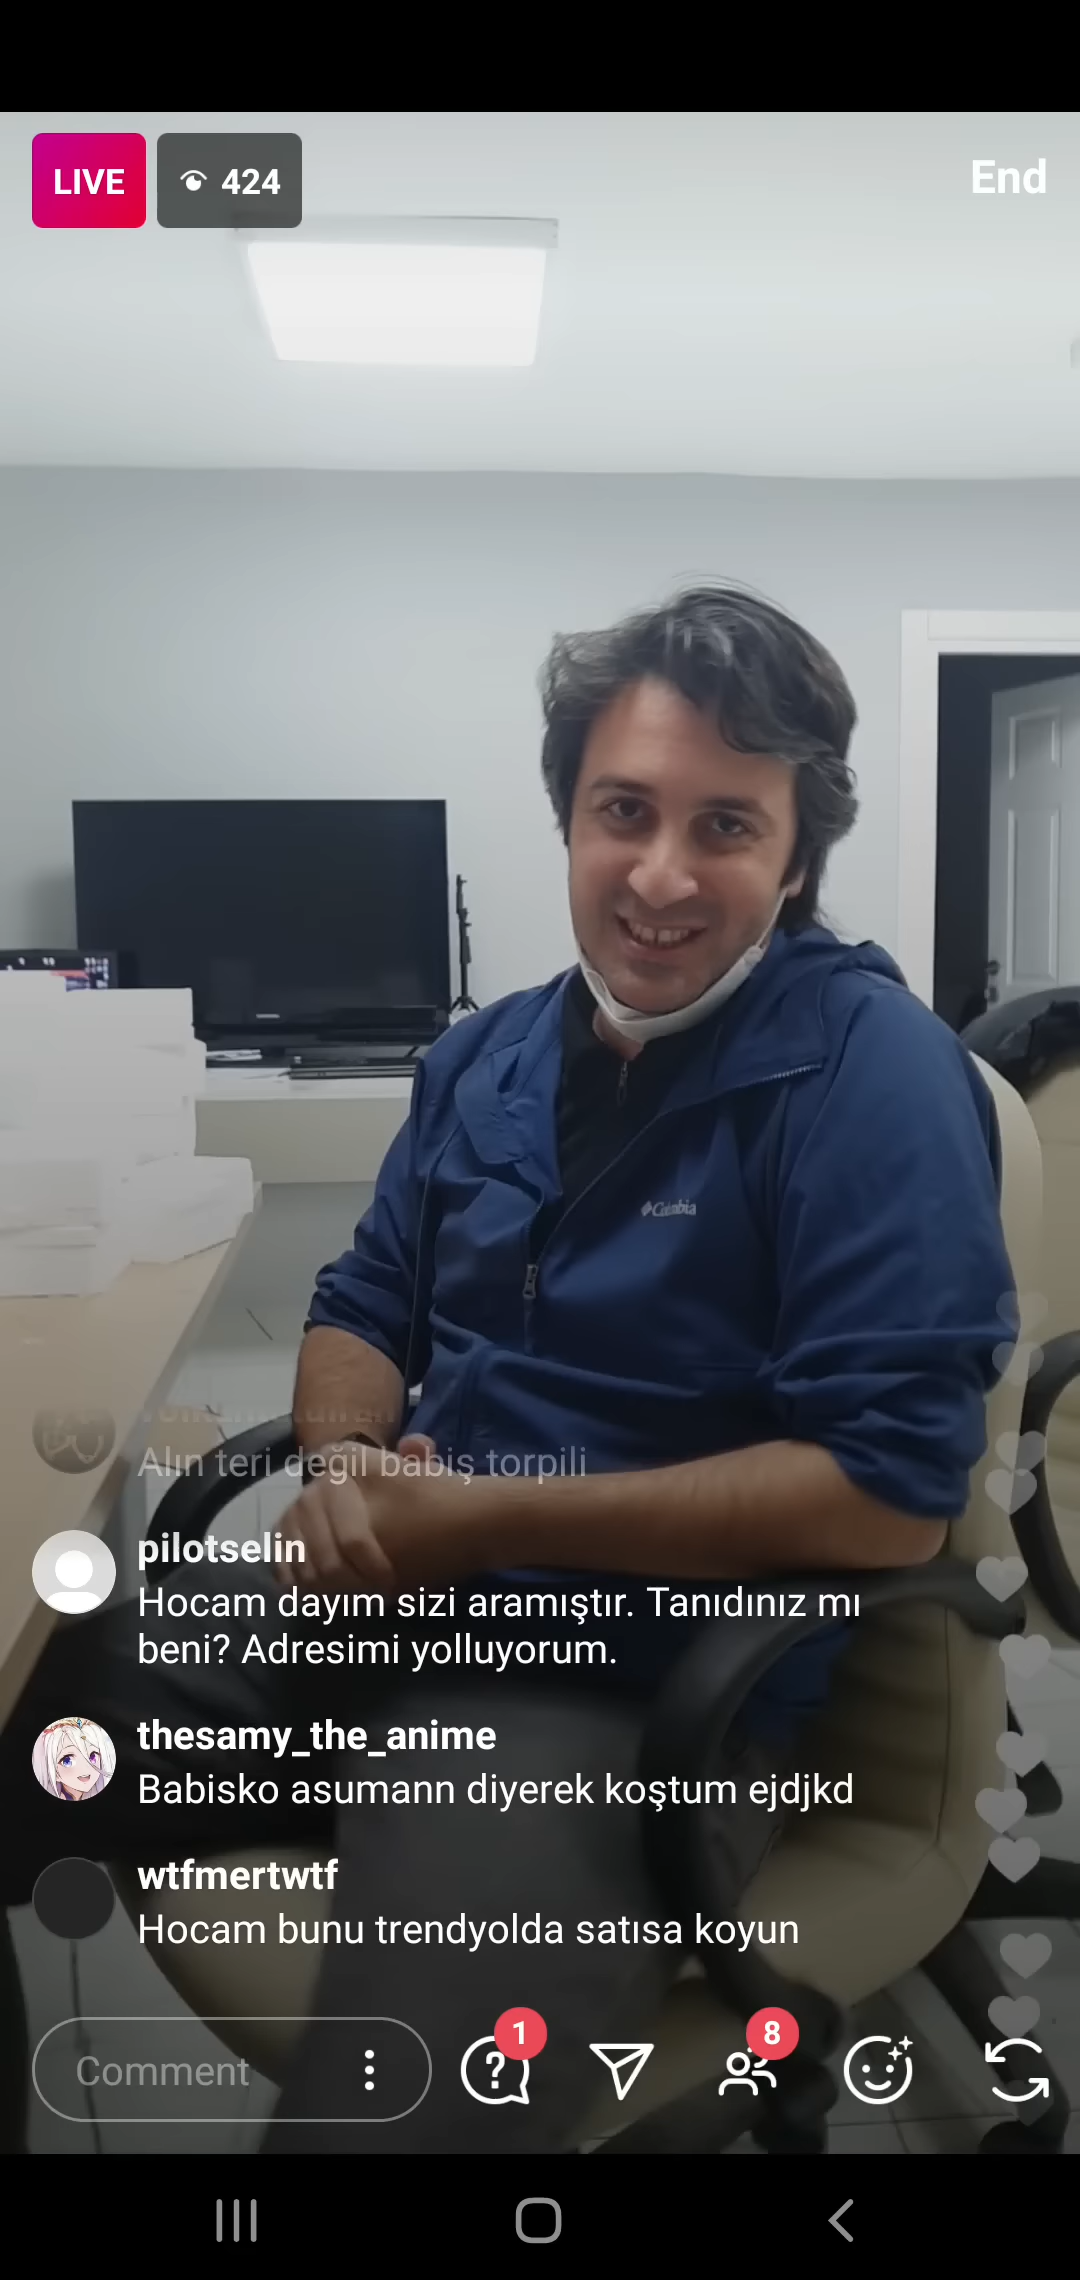 LIVE
424
End
Columbia
Alın teri değil babiş torpili
pilotselin
Hocam dayım sizi aramıştır. Tanıdınız mı
beni? Adresimi yolluyorum.
thesamy_the_anime
Babisko asumann diyerek koştum ejdjkd
wtfmertwtf
Hocam bunu trendyolda satısa koyun
1
8
Comment